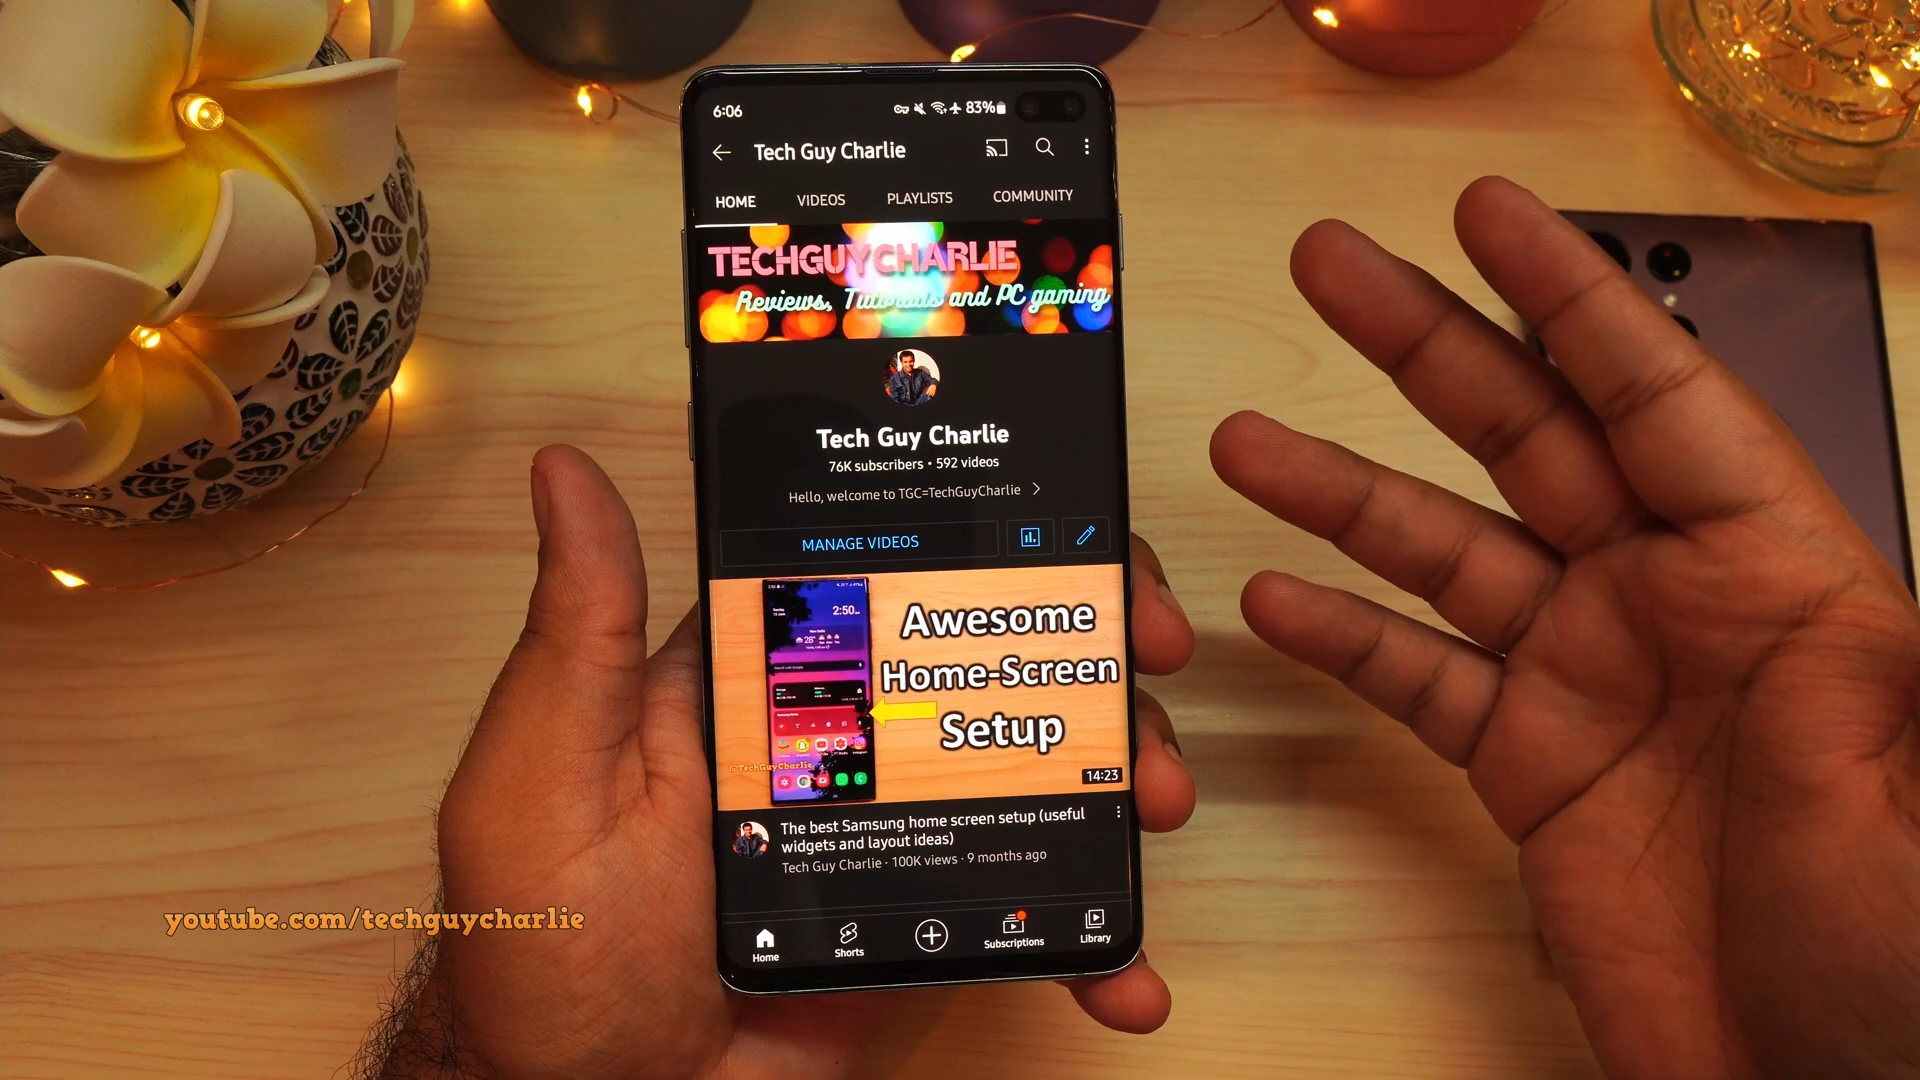 6:06
83%
Tech Guy Charlie
HOME VIDEOS PLAYLISTS COMMUNITY
TECHGUYCHARLIE
Reviews, Tutorials and PC gaming
Tech Guy Charlie
76K subscribers • 592 videos
Hello, welcome to TGC=TechGuyCharlie
MANAGE VIDEOS
2:50
28°
Awesome
Home-Screen
Setup
@TechGuyCharlie
14:23
The best Samsung home screen setup (useful
widgets and layout ideas)
Tech Guy Charlie · 100K views · 9 months ago
Home Shorts Subscriptions Library
youtube.com/techguycharlie